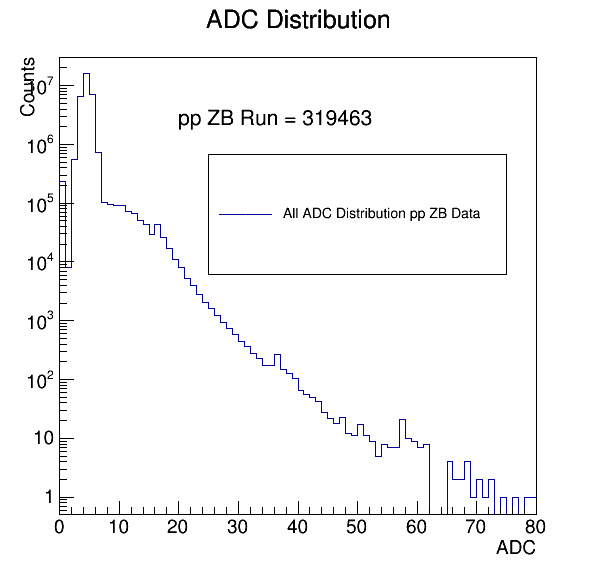 ADC Distribution
Counts
pp ZB Run = 319463
All ADC Distribution pp ZB Data
10^7
10^6
10^5
10^4
10^3
10^2
10
1
0 10 20 30 40 50 60 70 80
ADC